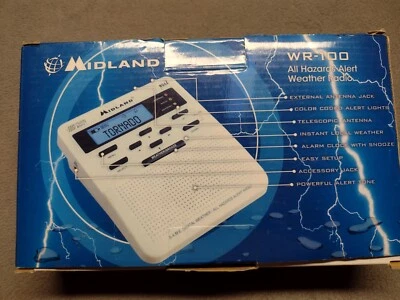 MIDLAND
WR-100
All Hazards Alert
Weather Radio
EXTERNAL ANTENNA JACK
COLOR CODED ALERT LIGHTS
TELESCOPIC ANTENNA
INSTANT LOCAL WEATHER
ALARM CLOCK WITH SNOOZE
EASY SETUP
ACCESSORY JACK
POWERFUL ALERT TONE
MIDLAND
TORNADO